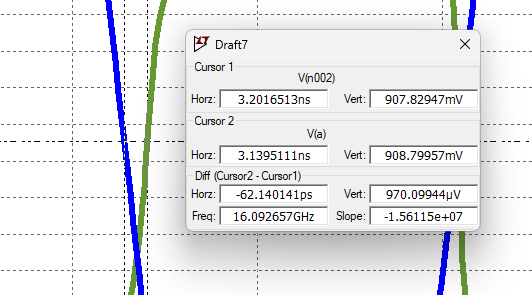 Draft7
Cursor 1
V(n002)
Horz: 3.2016513ns Vert: 907.82947mV
Cursor 2
V(a)
Horz: 3.1395111ns Vert: 908.79957mV
Diff (Cursor2 - Cursor1)
Horz: -62.140141ps Vert: 970.09944µV
Freq: 16.092657GHz Slope: -1.56115e+07